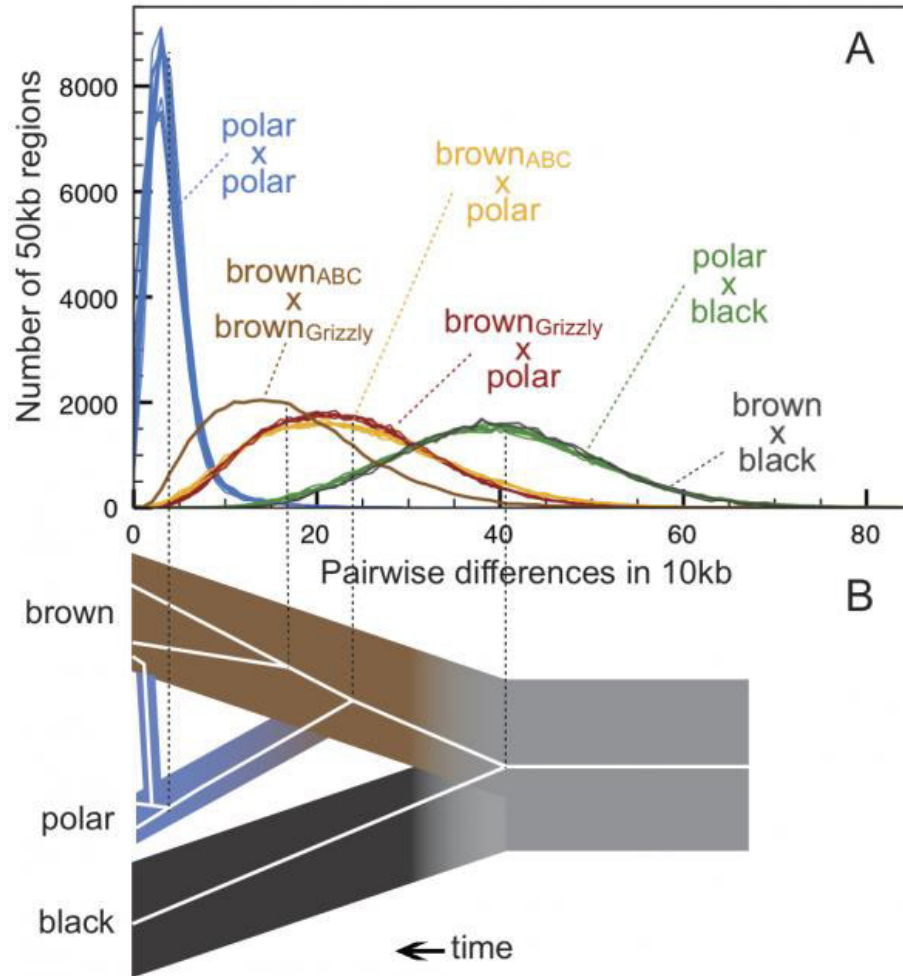 A
Number of 50kb regions
8000
6000
4000
2000
0
polar
x
polar
brownABC
x
polar
brownABC
x
brownGrizzly
brownGrizzly
x
polar
polar
x
black
brown
x
black
0 20 40 60 80
Pairwise differences in 10kb
B
brown
polar
black
time